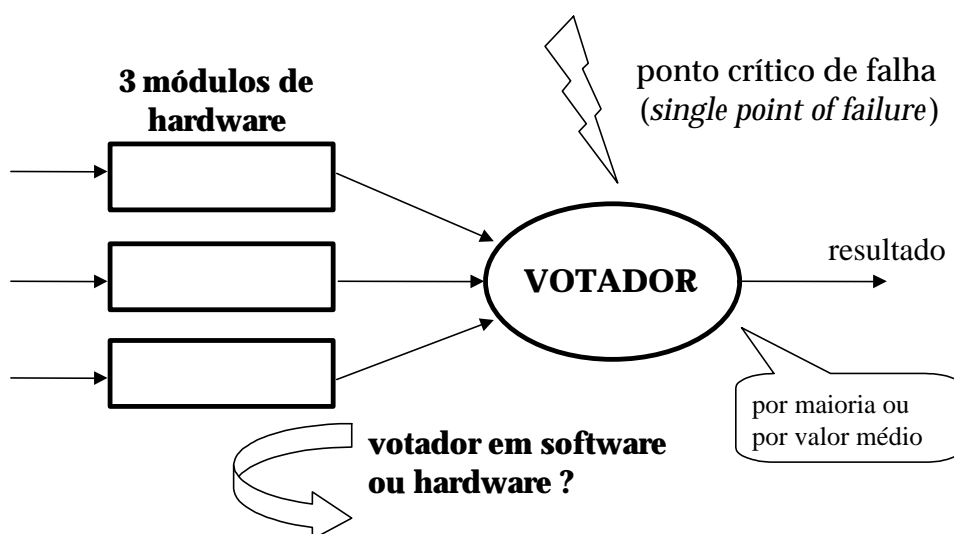 3 módulos de
hardware
ponto crítico de falha
(single point of failure)
VOTADOR
resultado
por maioria ou
por valor médio
votador em software
ou hardware ?